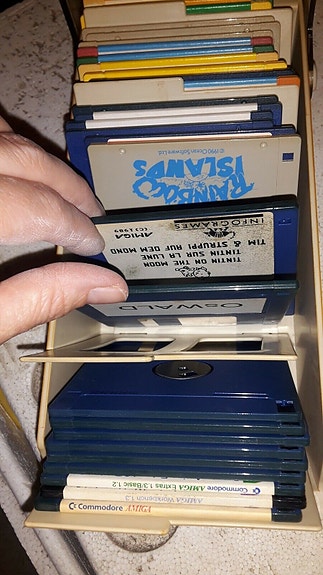 ©1990 Ocean Software Ltd.
RAINBOW
ISLANDS
INFOGRAMES
TINTIN ON THE MOON
TINTIN SUR LA LUNE
TIM & STRUPPI AUF DEM MOND
(C)1989 AMIGA
OSWALD
Commodore AMIGA Extras 1.3/Basic 1.2
AMIGA Workbench 1.3
Commodore AMIGA